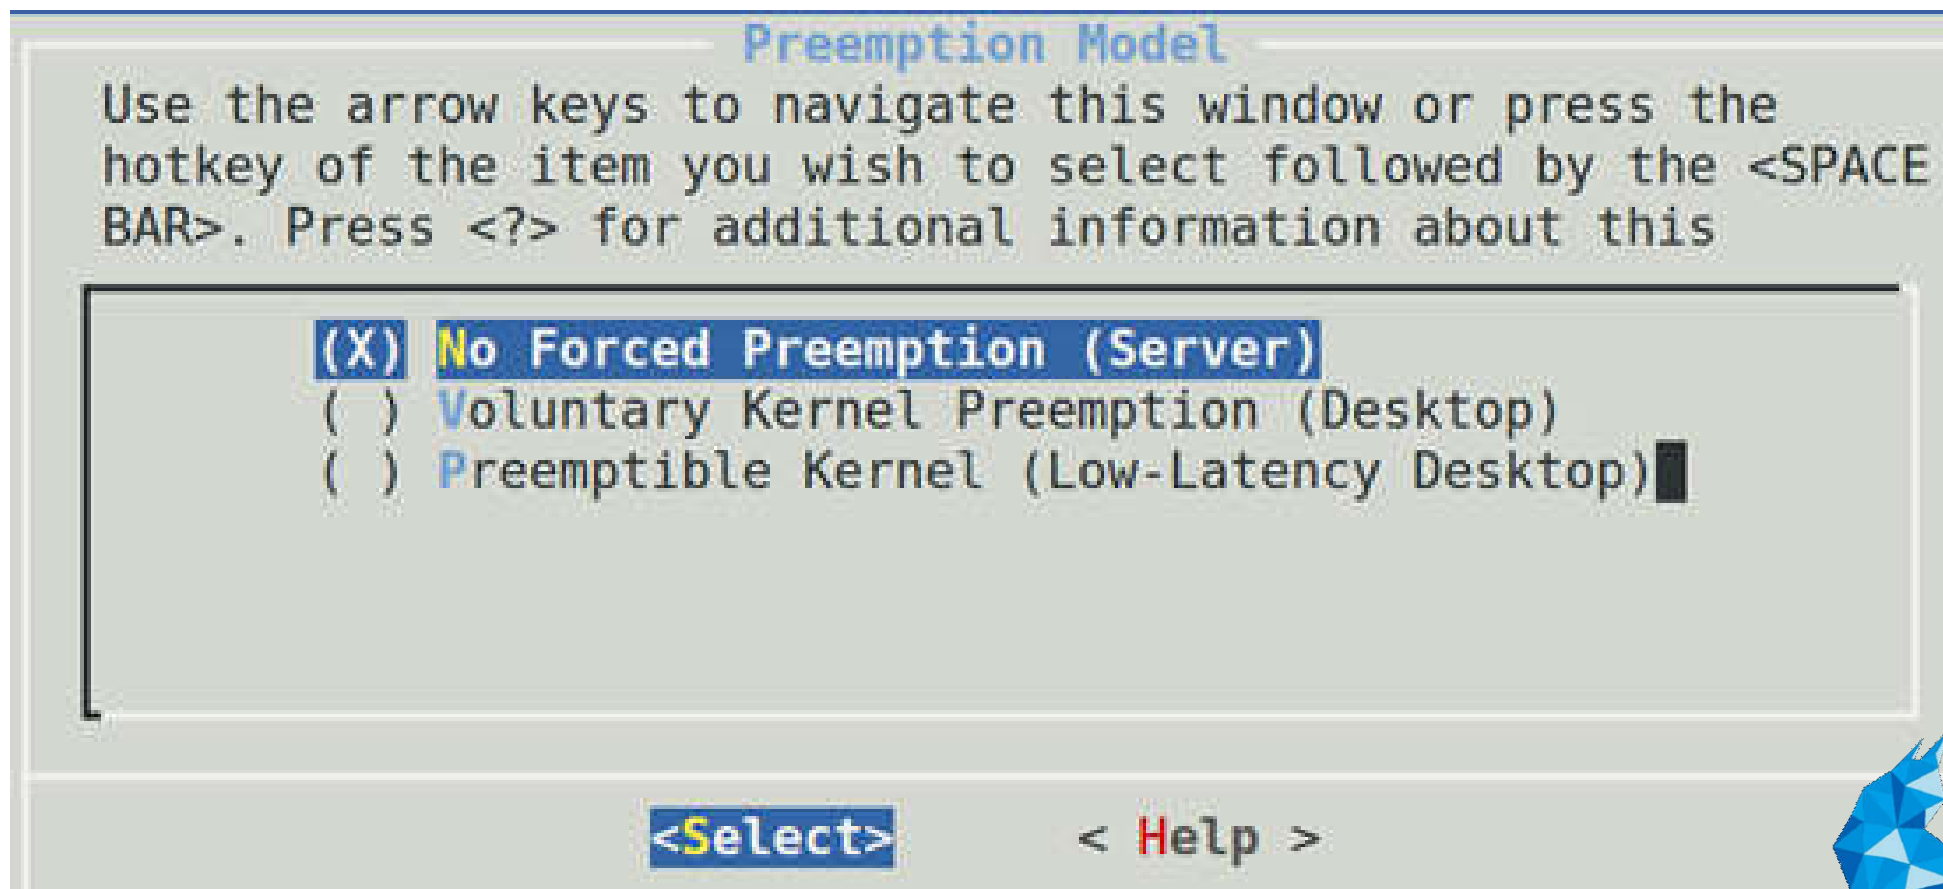 Preemption Model
Use the arrow keys to navigate this window or press the
hotkey of the item you wish to select followed by the <SPACE
BAR>. Press <?> for additional information about this
(X) No Forced Preemption (Server)
( ) Voluntary Kernel Preemption (Desktop)
( ) Preemptible Kernel (Low-Latency Desktop)
<Select> < Help >